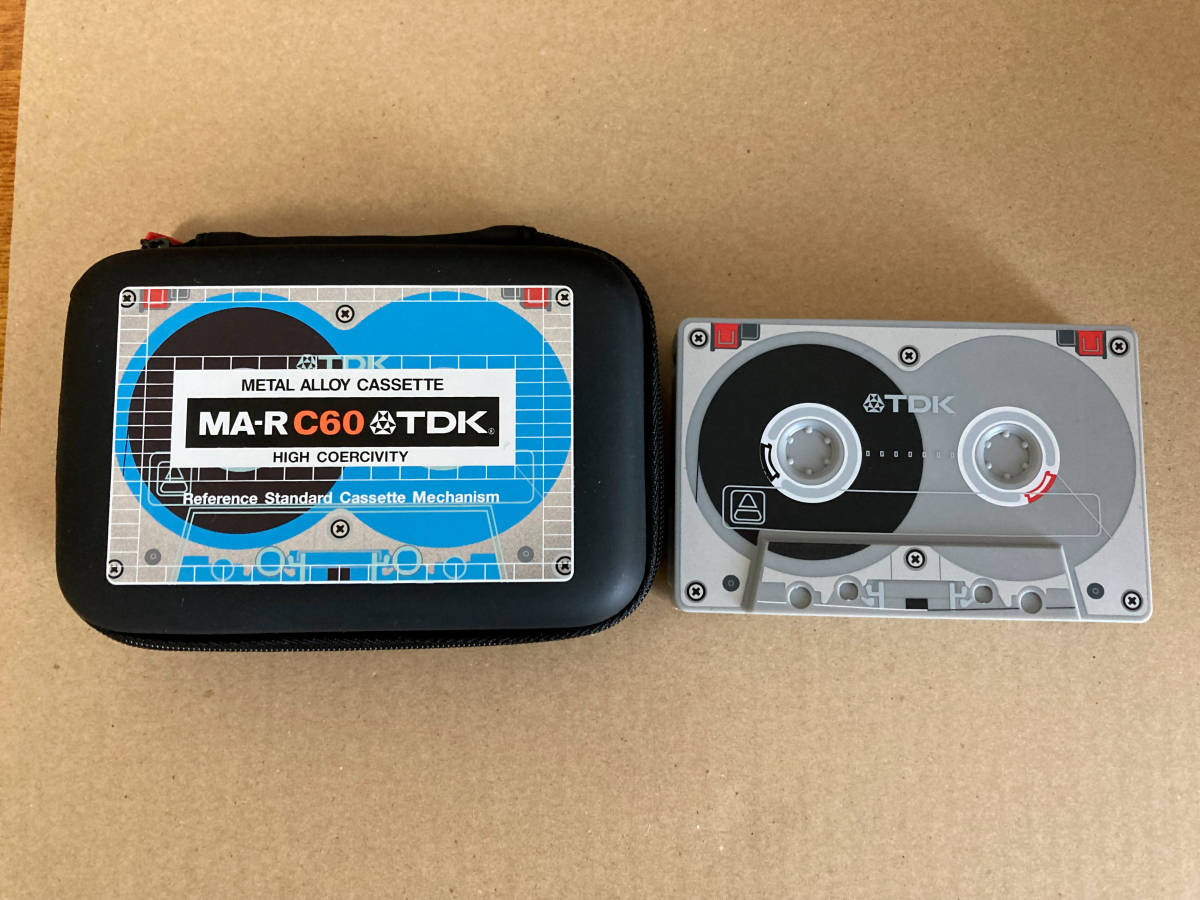 TDK
METAL ALLOY CASSETTE
MA-R C60 TDK®
HIGH COERCIVITY
Reference Standard Cassette Mechanism
A
TDK
A